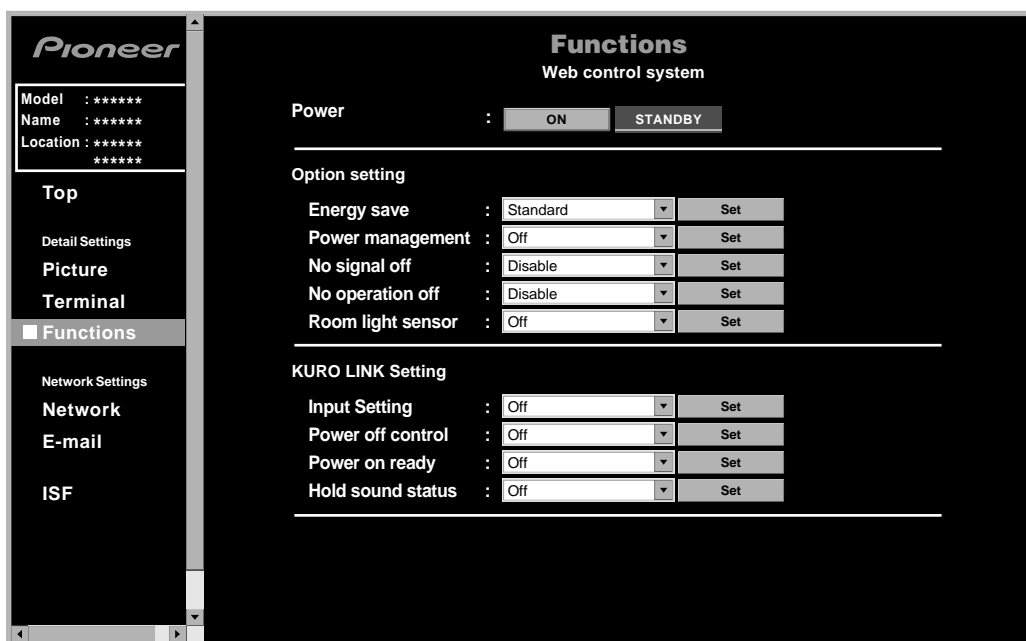 Pioneer
Model : ******
Name : ******
Location : ******
******
Top
Detail Settings
Picture
Terminal
Functions
Network Settings
Network
E-mail
ISF
Functions
Web control system
Power : ON STANDBY
Option setting
Energy save : Standard Set
Power management : Off Set
No signal off : Disable Set
No operation off : Disable Set
Room light sensor : Off Set
KURO LINK Setting
Input Setting : Off Set
Power off control : Off Set
Power on ready : Off Set
Hold sound status : Off Set